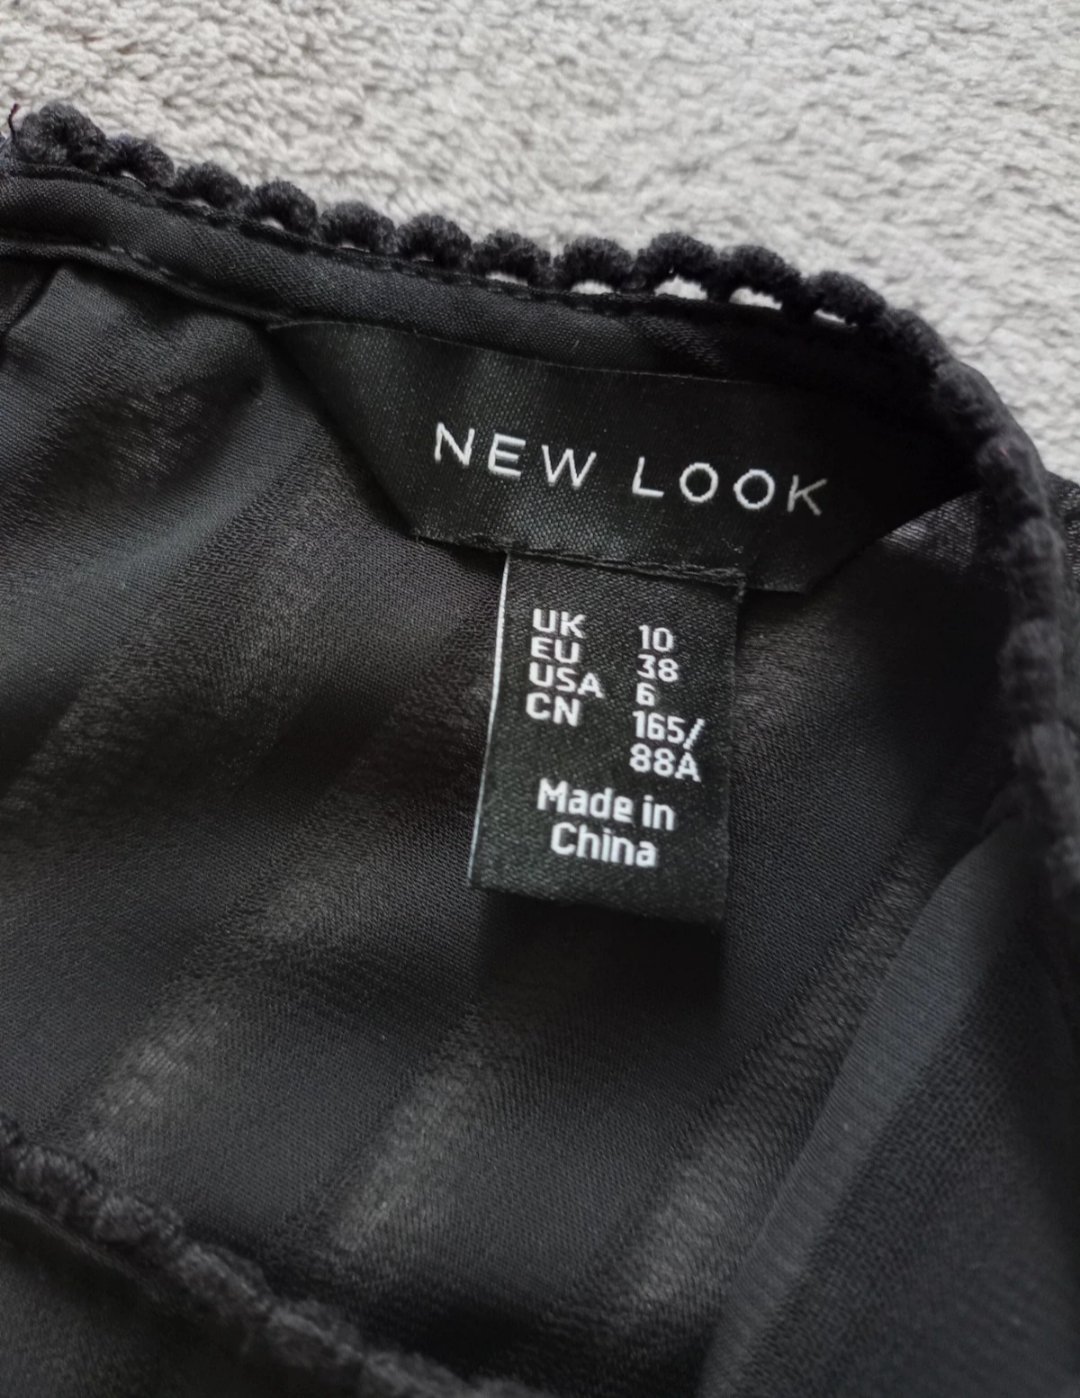 NEW LOOK
UK 10
EU 38
USA 6
CN 165/
88A
Made in
China